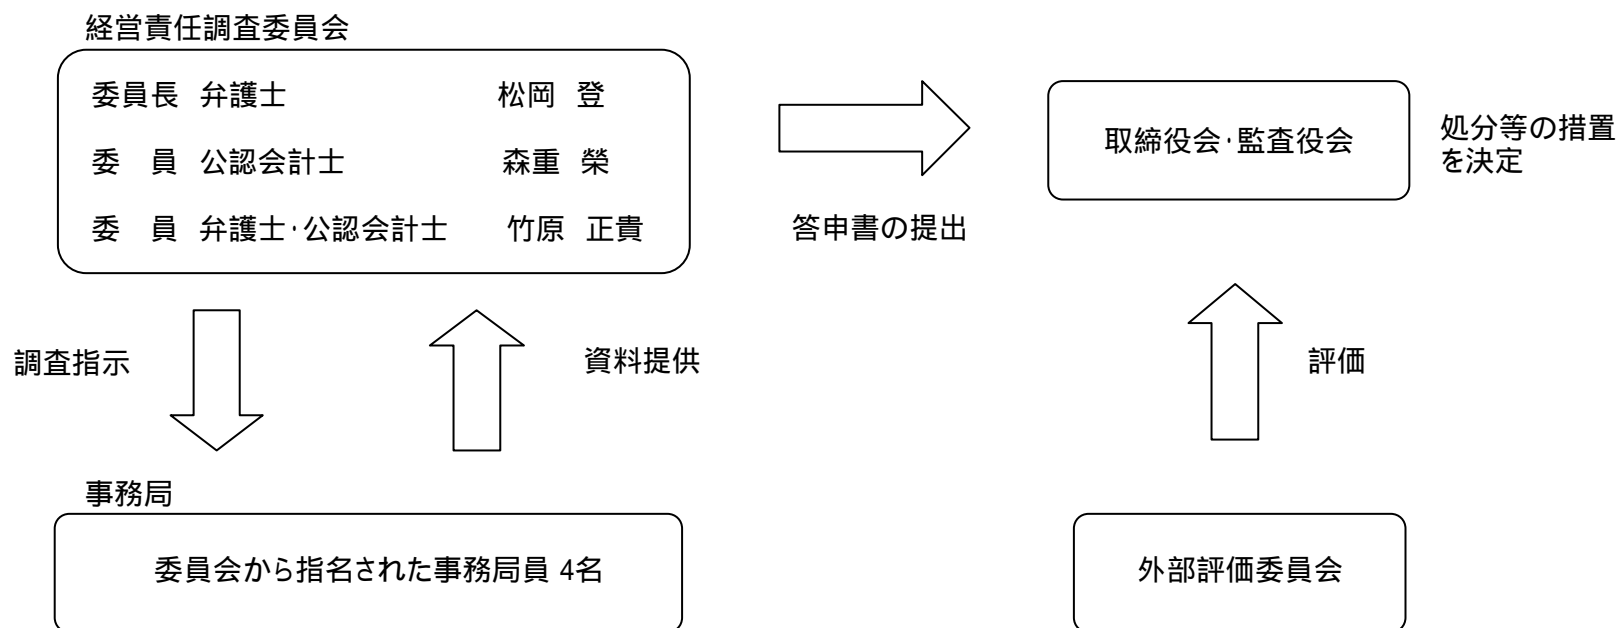 経営責任調査委員会
委員長 弁護士 松岡 登
委 員 公認会計士 森重 榮
委 員 弁護士・公認会計士 竹原 正貴
答申書の提出
取締役会・監査役会
処分等の措置
を決定
調査指示
資料提供
評価
事務局
委員会から指名された事務局員 4名
外部評価委員会